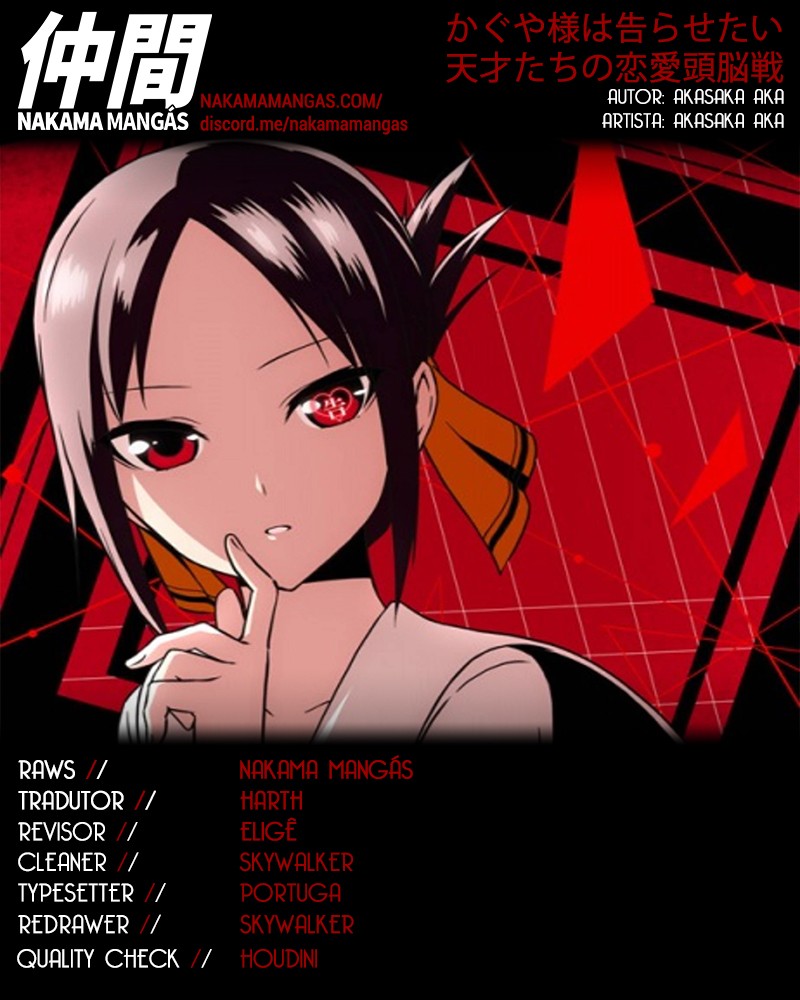 仲間
NAKAMA MANGÁS
NAKAMAMANGAS.COM/
discord.me/nakamamangas
かぐや様は告らせたい
天才たちの恋愛頭脳戦
AUTOR: AKASAKA AKA
ARTISTA: AKASAKA AKA
告
RAWS // NAKAMA MANGÁS
TRADUTOR // HARTH
REVISOR // ELIGÊ
CLEANER // SKYWALKER
TYPESETTER // PORTUGA
REDRAWER // SKYWALKER
QUALITY CHECK // HOUDINI